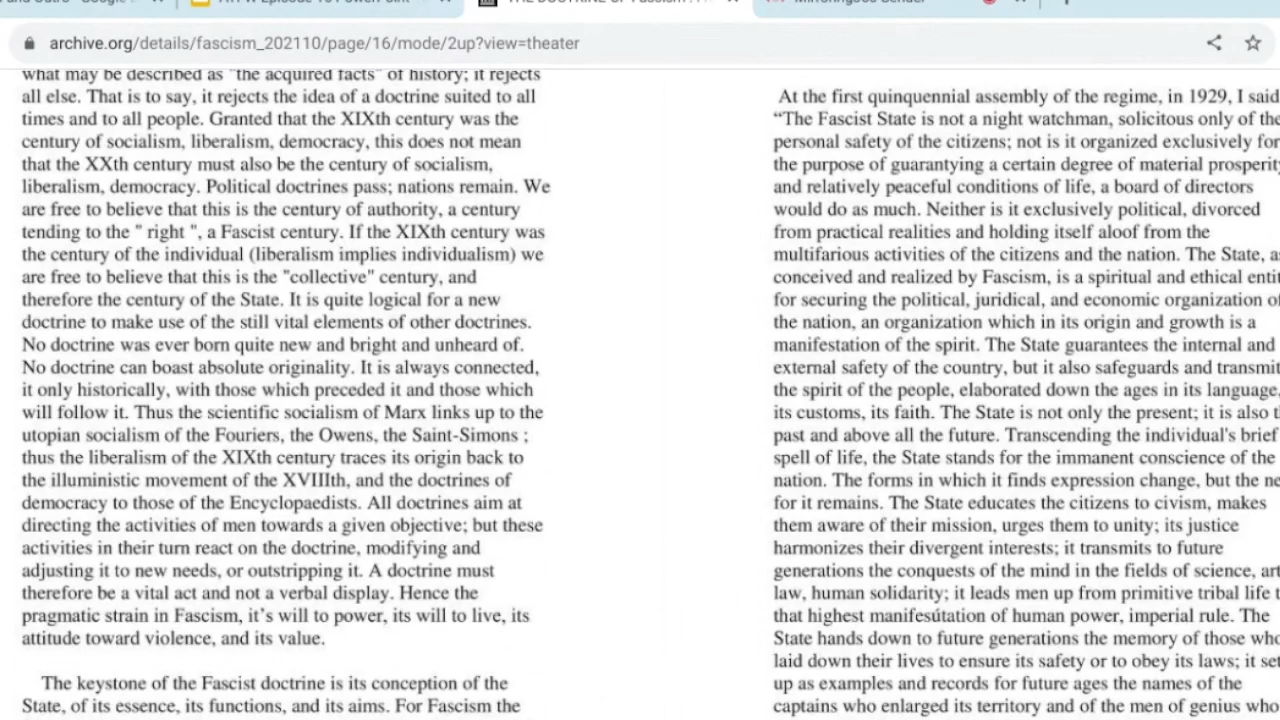 archive.org/details/fascism_202110/page/16/mode/2up?view=theater
what may be described as "the acquired facts" of history; it rejects
all else. That is to say, it rejects the idea of a doctrine suited to all
times and to all people. Granted that the XIXth century was the
century of socialism, liberalism, democracy, this does not mean
that the XXth century must also be the century of socialism,
liberalism, democracy. Political doctrines pass; nations remain. We
are free to believe that this is the century of authority, a century
tending to the " right ", a Fascist century. If the XIXth century was
the century of the individual (liberalism implies individualism) we
are free to believe that this is the "collective" century, and
therefore the century of the State. It is quite logical for a new
doctrine to make use of the still vital elements of other doctrines.
No doctrine was ever born quite new and bright and unheard of.
No doctrine can boast absolute originality. It is always connected,
it only historically, with those which preceded it and those which
will follow it. Thus the scientific socialism of Marx links up to the
utopian socialism of the Fouriers, the Owens, the Saint-Simons ;
thus the liberalism of the XIXth century traces its origin back to
the illuministic movement of the XVIIIth, and the doctrines of
democracy to those of the Encyclopaedists. All doctrines aim at
directing the activities of men towards a given objective; but these
activities in their turn react on the doctrine, modifying and
adjusting it to new needs, or outstripping it. A doctrine must
therefore be a vital act and not a verbal display. Hence the
pragmatic strain in Fascism, it's will to power, its will to live, its
attitude toward violence, and its value.
The keystone of the Fascist doctrine is its conception of the
State, of its essence, its functions, and its aims. For Fascism the
At the first quinquennial assembly of the regime, in 1929, I said
“The Fascist State is not a night watchman, solicitous only of the
personal safety of the citizens; not is it organized exclusively for
the purpose of guarantying a certain degree of material prosperity
and relatively peaceful conditions of life, a board of directors
would do as much. Neither is it exclusively political, divorced
from practical realities and holding itself aloof from the
multifarious activities of the citizens and the nation. The State, as
conceived and realized by Fascism, is a spiritual and ethical entit
for securing the political, juridical, and economic organization of
the nation, an organization which in its origin and growth is a
manifestation of the spirit. The State guarantees the internal and
external safety of the country, but it also safeguards and transmit
the spirit of the people, elaborated down the ages in its language,
its customs, its faith. The State is not only the present; it is also t
past and above all the future. Transcending the individual's brief
spell of life, the State stands for the immanent conscience of the
nation. The forms in which it finds expression change, but the ne
for it remains. The State educates the citizens to civism, makes
them aware of their mission, urges them to unity; its justice
harmonizes their divergent interests; it transmits to future
generations the conquests of the mind in the fields of science, art
law, human solidarity; it leads men up from primitive tribal life t
that highest manifesútation of human power, imperial rule. The
State hands down to future generations the memory of those who
laid down their lives to ensure its safety or to obey its laws; it set
up as examples and records for future ages the names of the
captains who enlarged its territory and of the men of genius who